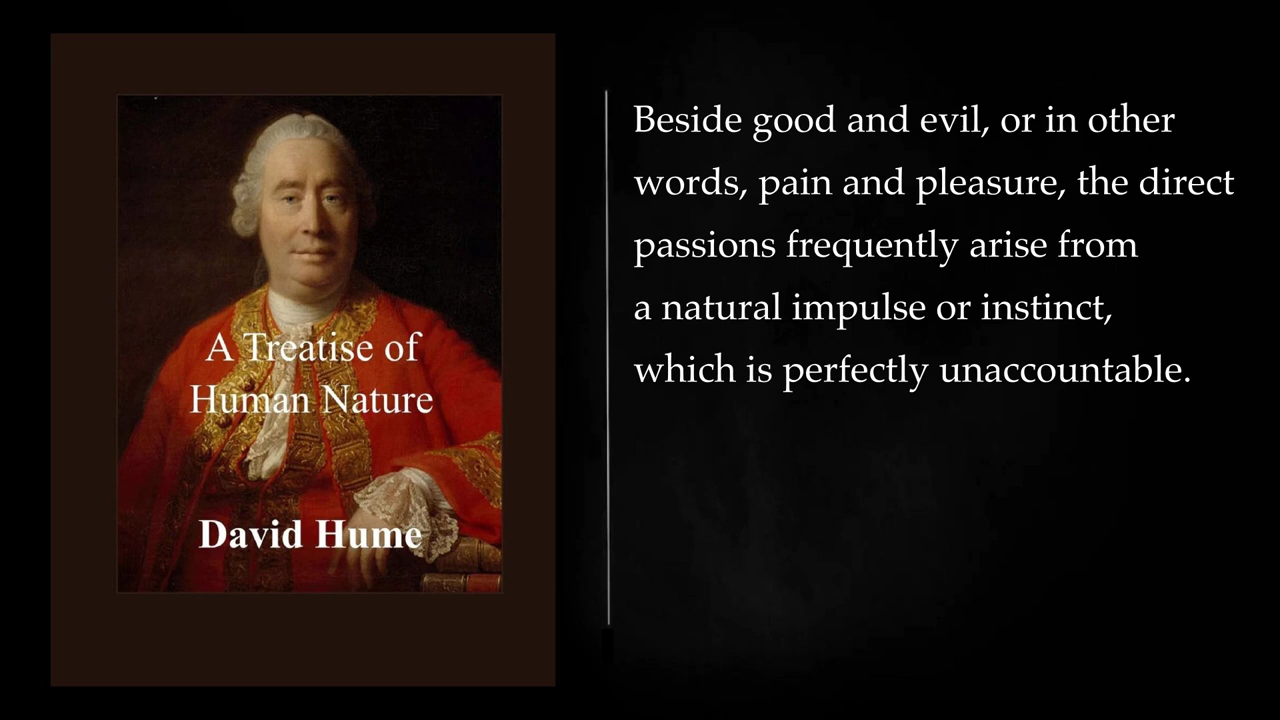 A Treatise of
Human Nature
David Hume
Beside good and evil, or in other
words, pain and pleasure, the direct
passions frequently arise from
a natural impulse or instinct,
which is perfectly unaccountable.